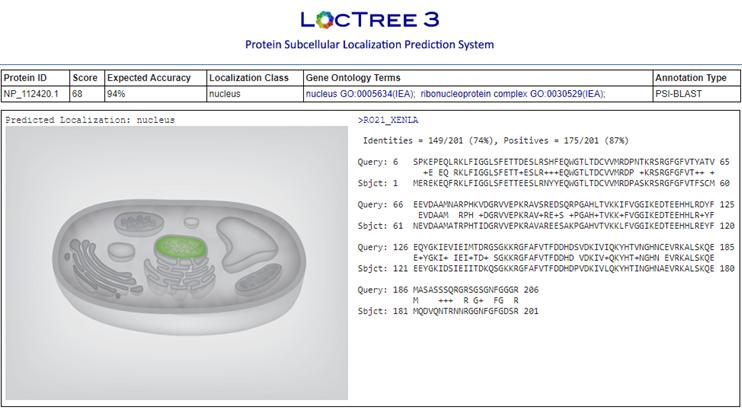 LOCTREE 3
Protein Subcellular Localization Prediction System
Protein ID Score Expected Accuracy Localization Class Gene Ontology Terms Annotation Type
NP_112420.1 68 94% nucleus nucleus GO:0005634(IEA); ribonucleoprotein complex GO:0030529(IEA); PSI-BLAST
Predicted Localization: nucleus
>RO21_XENLA
Identities = 149/201 (74%), Positives = 175/201 (87%)
Query: 6 SPKEPEQLRKLFIGGLSFETTDESLRSHFEQWGTLTDCVVMRDPNTKRSRGFGFVTYATV 65
+E EQ RKLFIGGLSFETT+ESLR+++EQWGTLTDCVVMRDP +KRSRGFGFVT++ +
Sbjct: 1 MEREKEQFRKLFIGGLSFETTEESLRNYYEQWGTLTDCVVMRDPASKRSRGFGFVTFSCM 60
Query: 66 EEVDAAMNARPHKVDGRVVEPKRAVSREDSQRPGAHLTVKKIFVGGIKEDTEEHHLRDYF 125
EVDAAM RPH +DGRVVEPKRAV+RE+S +PGAH+TVKK+FVGGIKEDTEEHHLR+YF
Sbjct: 61 NEVDAAMATRPHTIDGRVVEPKRAVAREESAKPGAHVTVKKLFVGGIKEDTEEHHLREYF 120
Query: 126 EQYGKIEVIEIMTDRGSGKKRGFAFVTFDDHDSVDKIVIQKYHTVNGHNCEVRKALSKQE 185
E+YGKI+ IEI+TD+ SGKKRGFAFVTFDDHD VDKIV+QKYHT+NGHN EVRKALSKQE
Sbjct: 121 EEYGKIDSIEIITDKQSGKKRGFAFVTFDDHDPVDKIVLQKYHTINGHNAEVRKALSKQE 180
Query: 186 MASASSSQRGRSGSGNFGGGR 206
M +++ R G+ FG R
Sbjct: 181 MQDVQNTRNNRGGNFGFGDSR 201